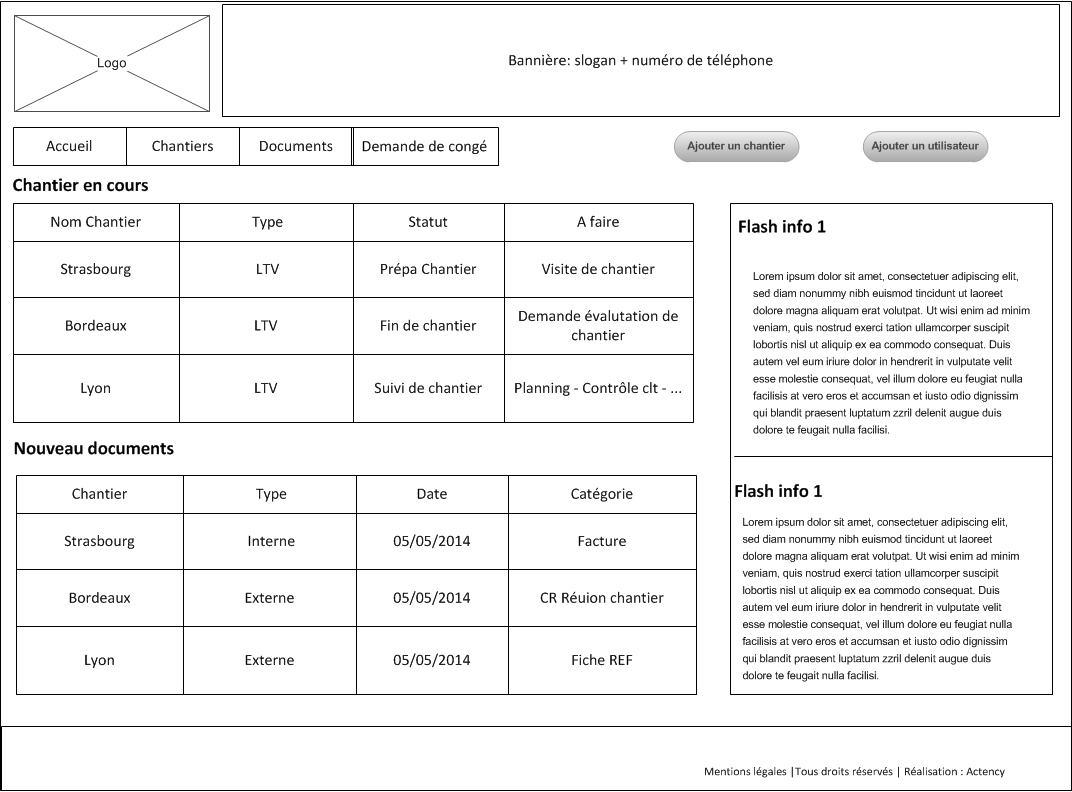 Logo
Bannière: slogan + numéro de téléphone
Accueil
Chantiers
Documents
Demande de congé
Ajouter un chantier
Ajouter un utilisateur
Chantier en cours
Nom Chantier
Type
Statut
A faire
Strasbourg
LTV
Prépa Chantier
Visite de chantier
Bordeaux
LTV
Fin de chantier
Demande évalutation de
chantier
Lyon
LTV
Suivi de chantier
Planning - Contrôle clt - ...
Nouveau documents
Chantier
Type
Date
Catégorie
Strasbourg
Interne
05/05/2014
Facture
Bordeaux
Externe
05/05/2014
CR Réuion chantier
Lyon
Externe
05/05/2014
Fiche REF
Flash info 1
Lorem ipsum dolor sit amet, consectetuer adipiscing elit,
sed diam nonummy nibh euismod tincidunt ut laoreet
dolore magna aliquam erat volutpat. Ut wisi enim ad minim
veniam, quis nostrud exerci tation ullamcorper suscipit
lobortis nisl ut aliquip ex ea commodo consequat. Duis
autem vel eum iriure dolor in hendrerit in vulputate velit
esse molestie consequat, vel illum dolore eu feugiat nulla
facilisis at vero eros et accumsan et iusto odio dignissim
qui blandit praesent luptatum zzril delenit augue duis
dolore te feugait nulla facilisi.
Flash info 1
Lorem ipsum dolor sit amet, consectetuer adipiscing elit,
sed diam nonummy nibh euismod tincidunt ut laoreet
dolore magna aliquam erat volutpat. Ut wisi enim ad minim
veniam, quis nostrud exerci tation ullamcorper suscipit
lobortis nisl ut aliquip ex ea commodo consequat. Duis
autem vel eum iriure dolor in hendrerit in vulputate velit
esse molestie consequat, vel illum dolore eu feugiat nulla
facilisis at vero eros et accumsan et iusto odio dignissim
qui blandit praesent luptatum zzril delenit augue duis
dolore te feugait nulla facilisi.
Mentions légales |Tous droits réservés | Réalisation : Actency